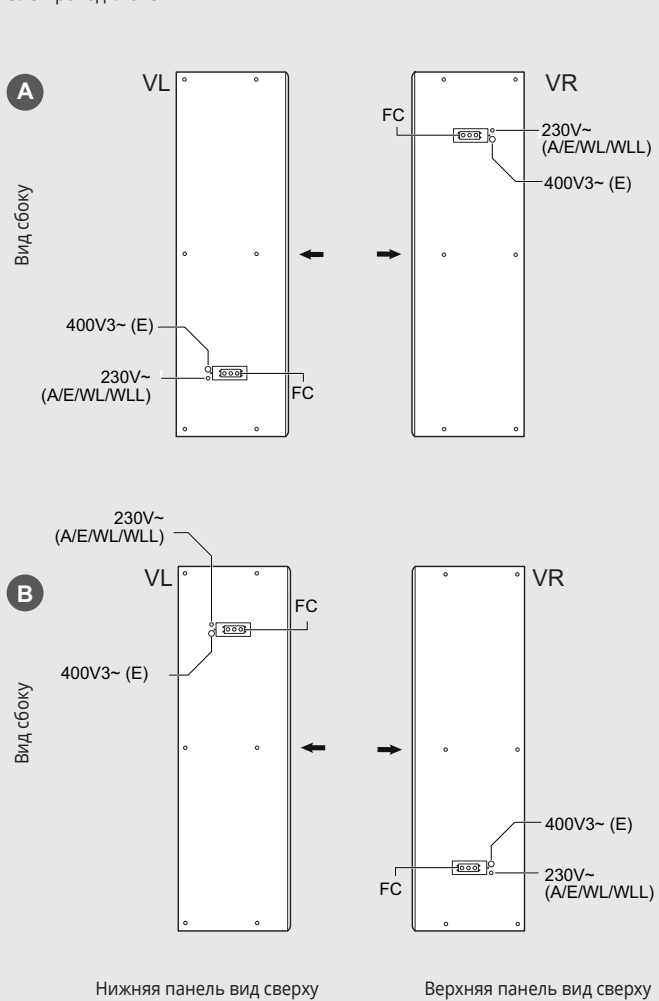 A
Вид сбоку
VL
400V3~ (E)
230V~
(A/E/WL/WLL)
FC
VR
FC
230V~
(A/E/WL/WLL)
400V3~ (E)
B
Вид сбоку
230V~
(A/E/WL/WLL)
VL
FC
400V3~ (E)
VR
400V3~ (E)
FC
230V~
(A/E/WL/WLL)
Нижняя панель вид сверху
Верхняя панель вид сверху